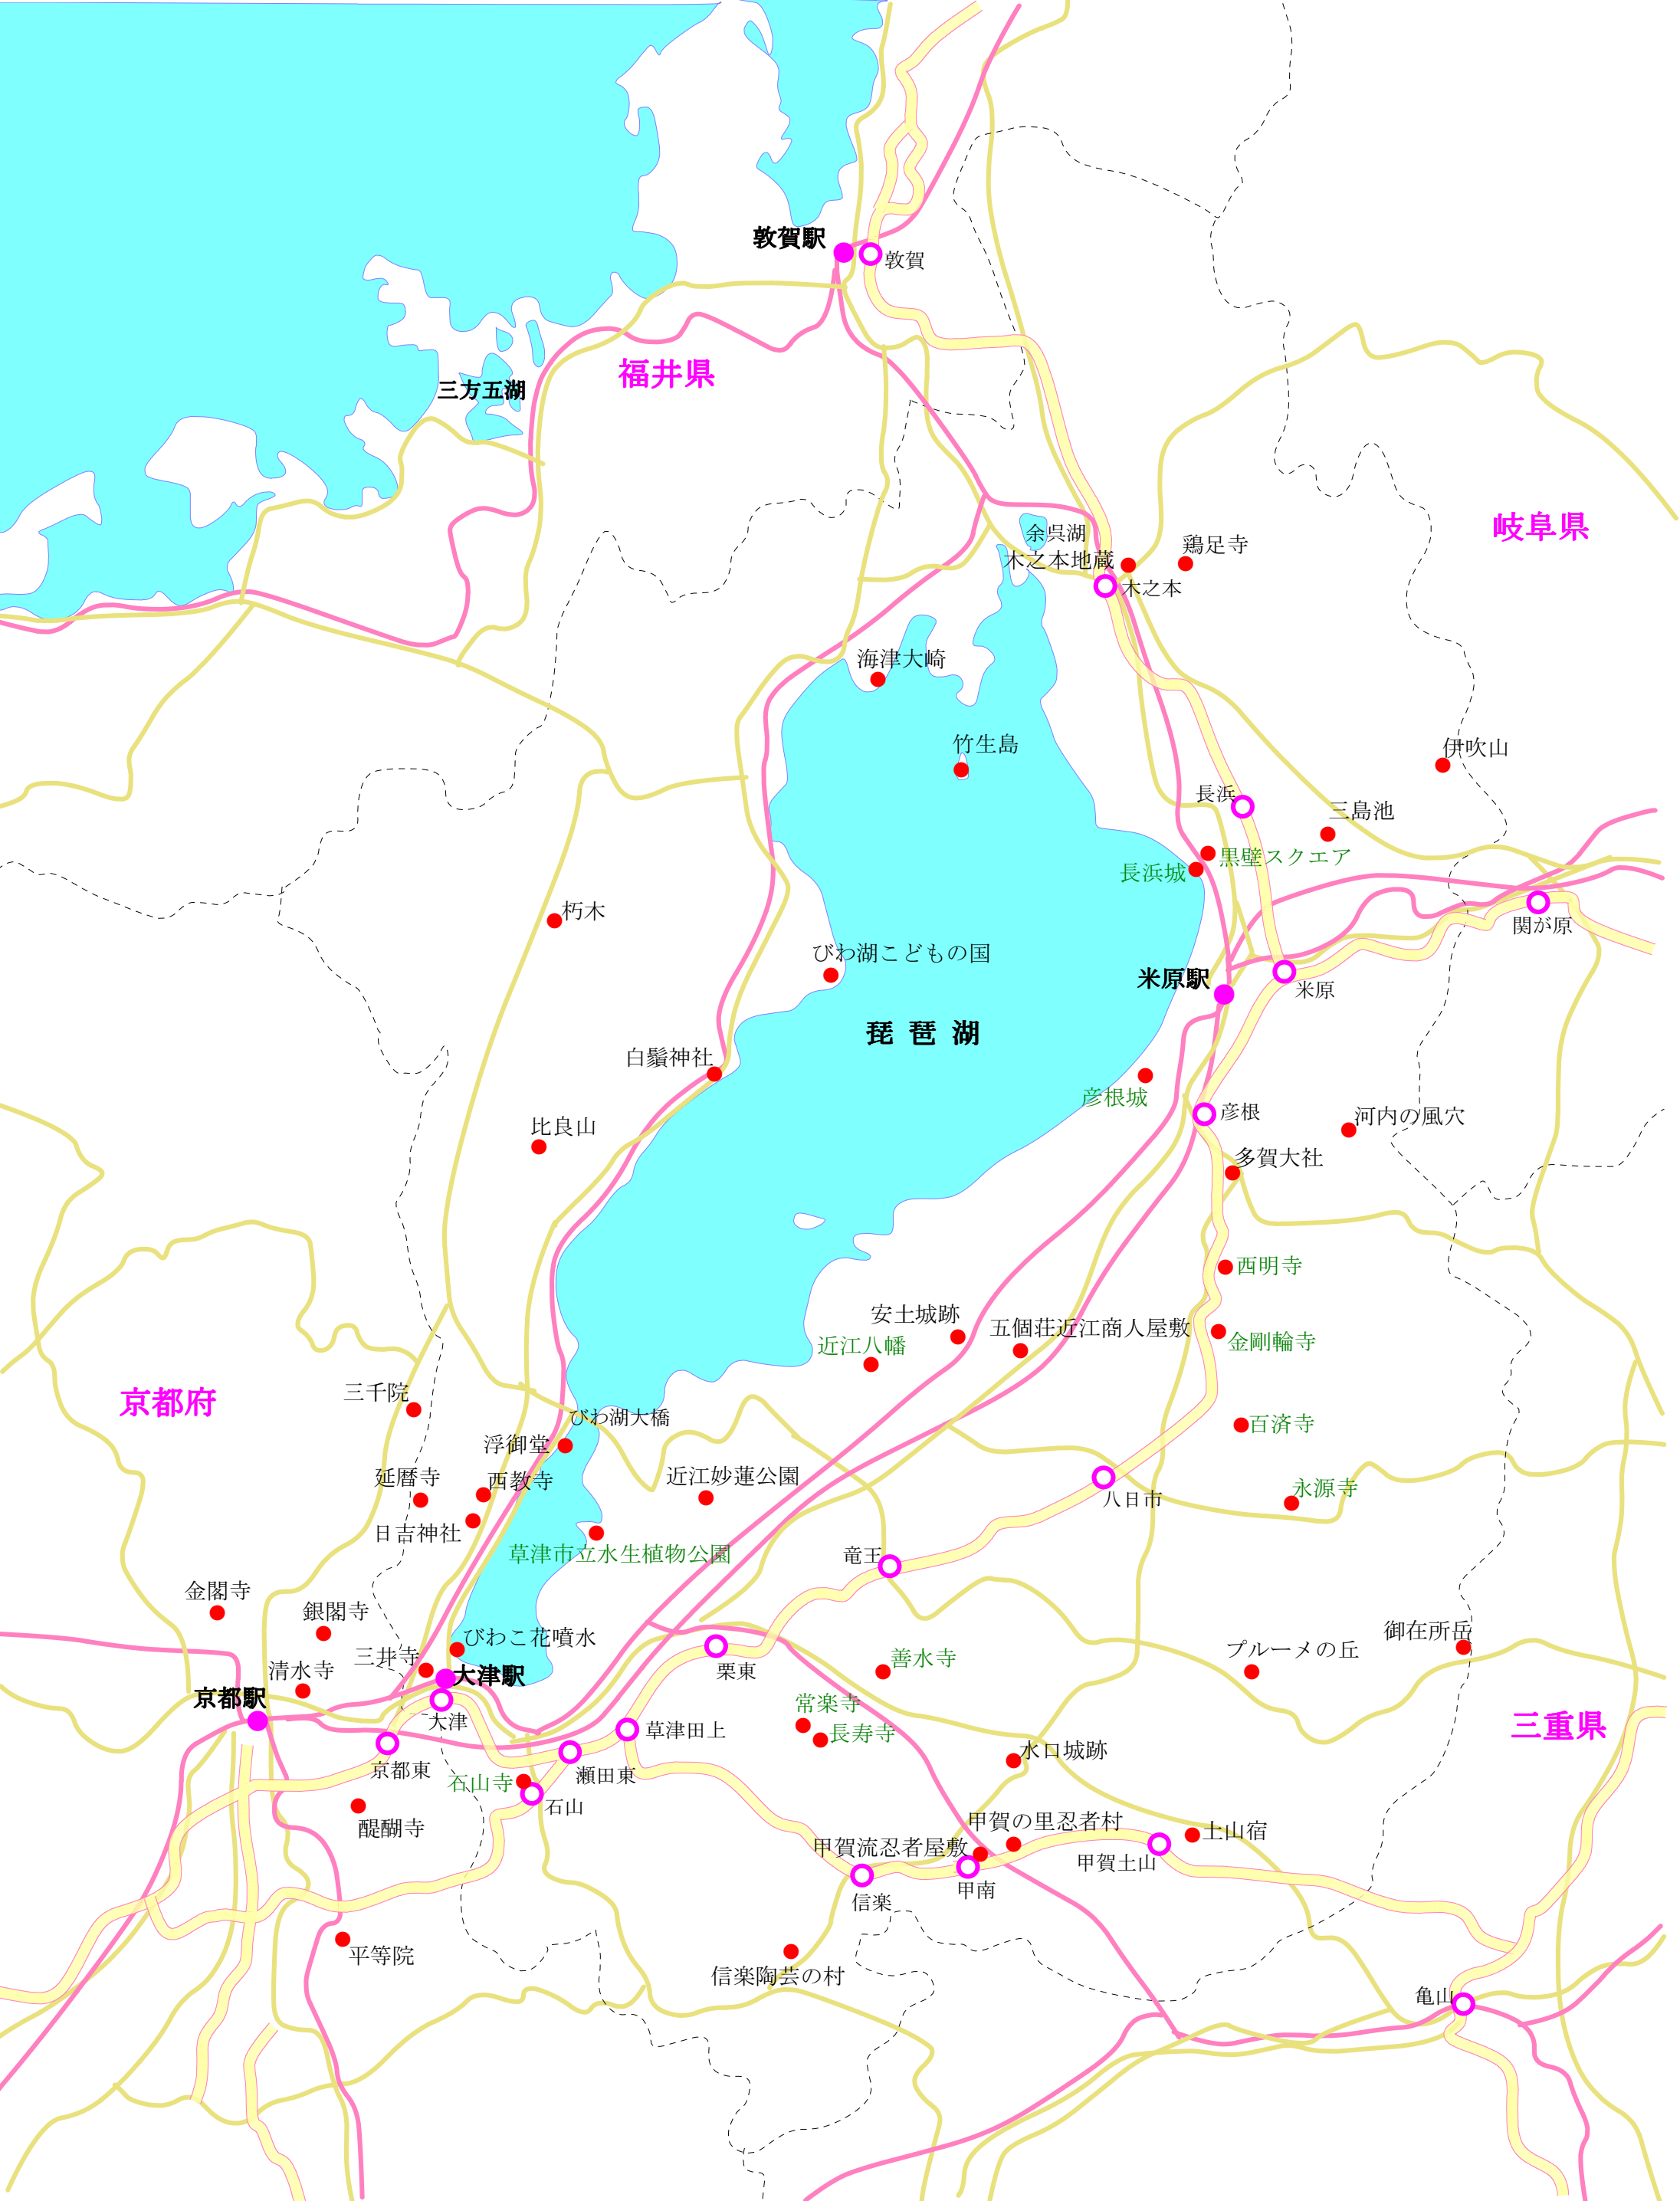 敦賀駅
敦賀
福井県
三方五湖
岐阜県
余呉湖
鶏足寺
木之本地蔵
木之本
海津大崎
竹生島
伊吹山
長浜
三島池
黒壁スクエア
長浜城
朽木
関が原
びわ湖こどもの国
米原駅
米原
琵琶湖
白鬚神社
彦根城
彦根
河内の風穴
比良山
多賀大社
西明寺
安土城跡
五個荘近江商人屋敷
金剛輪寺
近江八幡
三千院
京都府
びわ湖大橋
百済寺
浮御堂
延暦寺
西教寺
近江妙蓮公園
永源寺
八日市
日吉神社
草津市立水生植物公園
竜王
金閣寺
銀閣寺
びわこ花噴水
御在所岳
三井寺
善水寺
ブルーメの丘
清水寺
大津駅
栗東
京都駅
常楽寺
大津
草津田上
長寿寺
三重県
水口城跡
京都東
瀬田東
石山寺
石山
甲賀の里忍者村
醍醐寺
土山宿
甲賀流忍者屋敷
甲賀土山
甲南
信楽
平等院
信楽陶芸の村
亀山